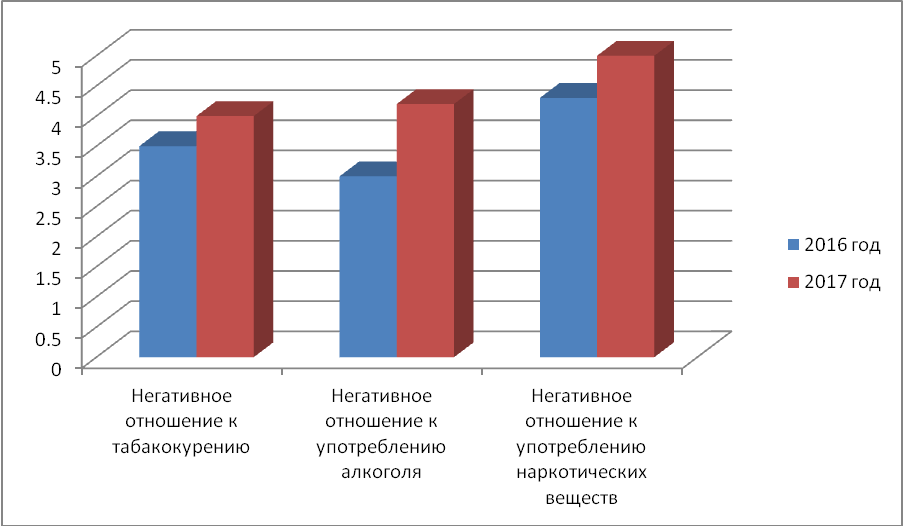 5
4.5
4
3.5
3
2.5
2
1.5
1
0.5
0
Негативное
отношение к
табакокурению
Негативное
отношение к
употреблению
алкоголя
Негативное
отношение к
употреблению
наркотических
веществ
2016 год
2017 год